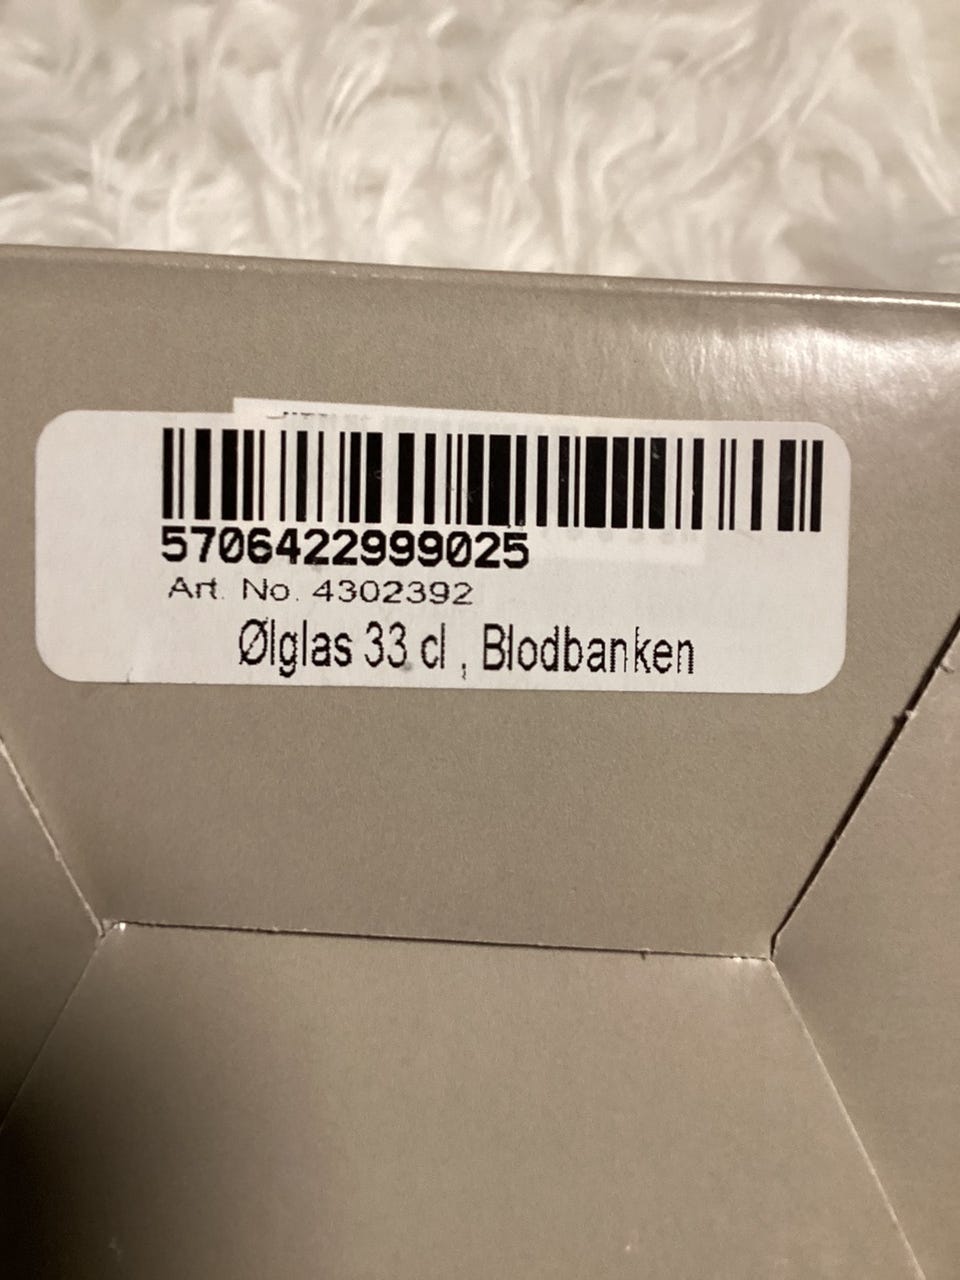 5706422999025
Art. No. 4302392
Ølglas 33 cl , Blodbanken